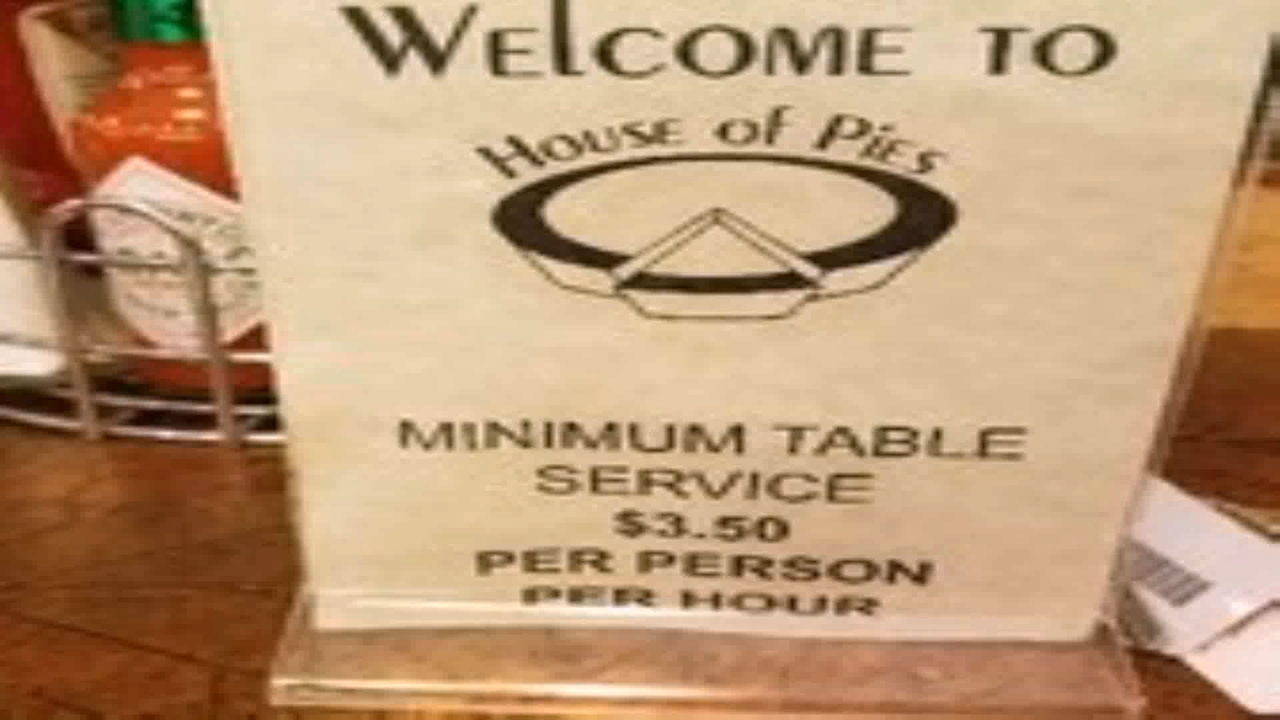 WElCOME TO
HOUSE of PiES
MINIMUM TABLE
SERVICE
$3.50
PER PERSON
PER HOUR